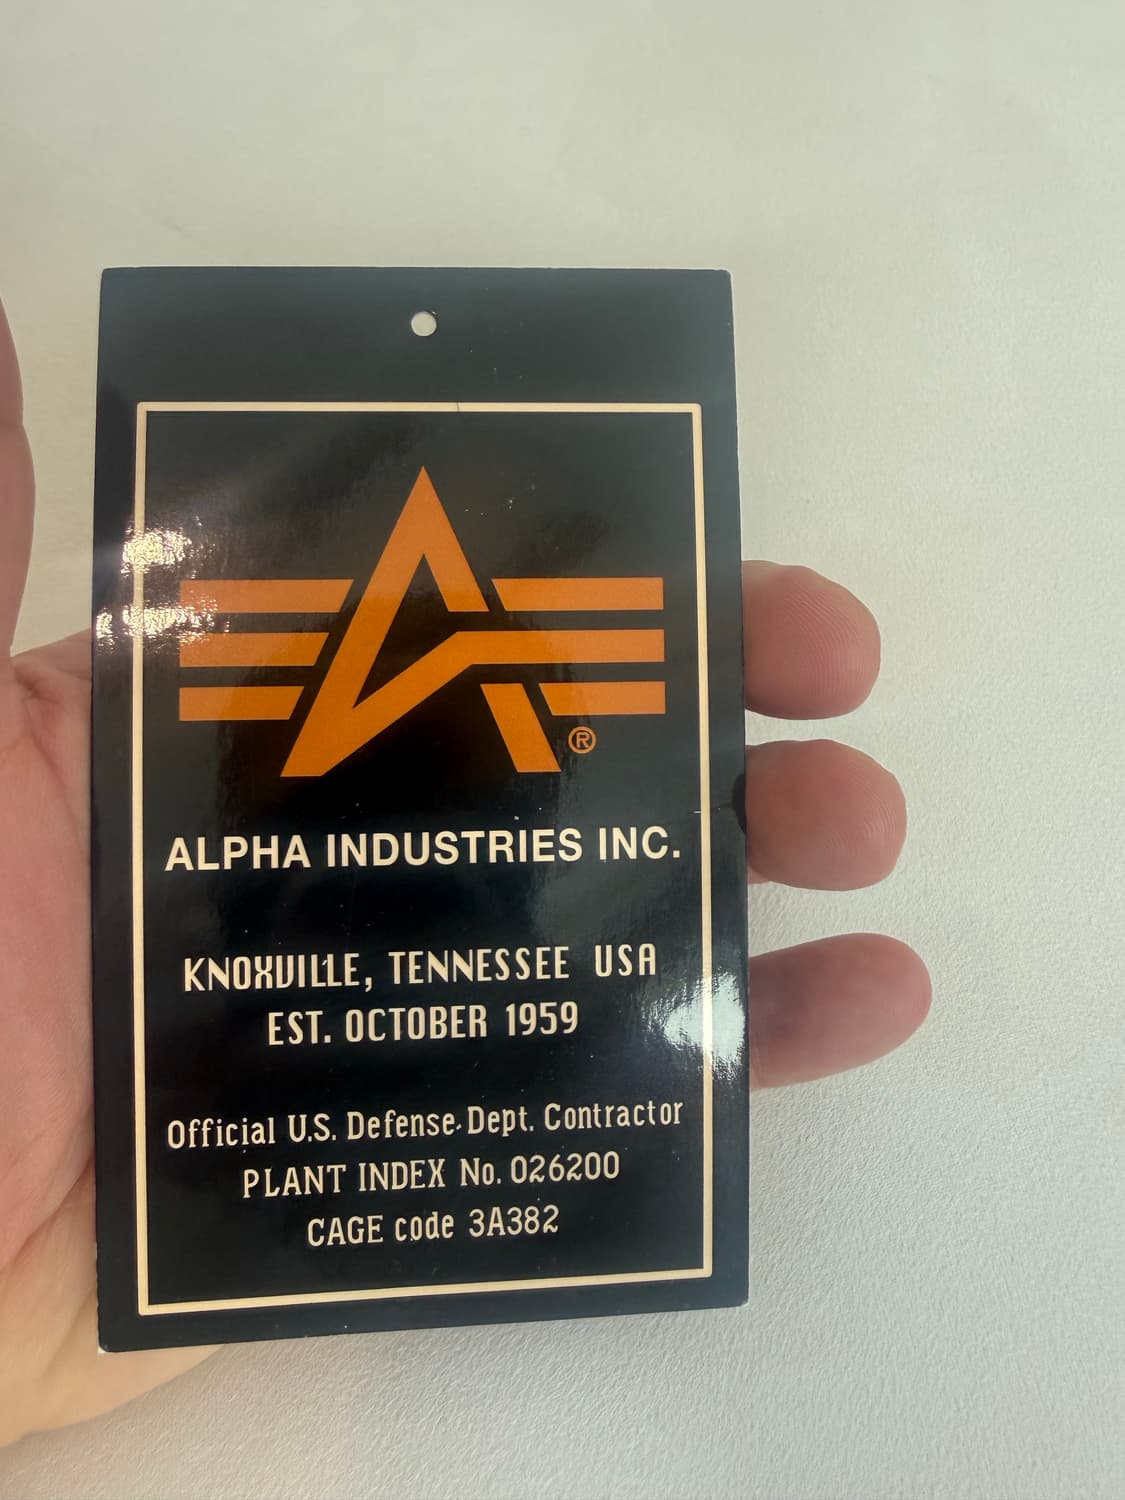 ®
ALPHA INDUSTRIES INC.
KNOXVILLE, TENNESSEE USA
EST. OCTOBER 1959
Official U.S. Defense Dept. Contractor
PLANT INDEX No. 026200
CAGE code 3A382